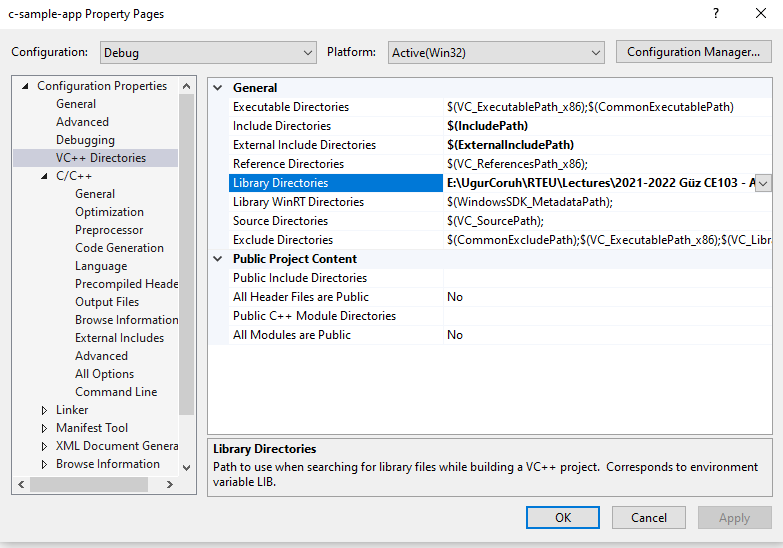 c-sample-app Property Pages
Configuration: Debug Platform: Active(Win32) Configuration Manager...
Configuration Properties
General
Advanced
Debugging
VC++ Directories
C/C++
General
Optimization
Preprocessor
Code Generation
Language
Precompiled Heade
Output Files
Browse Information
External Includes
Advanced
All Options
Command Line
Linker
Manifest Tool
XML Document Genera
Browse Information
General
Executable Directories $(VC_ExecutablePath_x86);$(CommonExecutablePath)
Include Directories $(IncludePath)
External Include Directories $(ExternalIncludePath)
Reference Directories $(VC_ReferencesPath_x86);
Library Directories E:\UgurCoruh\RTEU\Lectures\2021-2022 Güz CE103 - A
Library WinRT Directories $(WindowsSDK_MetadataPath);
Source Directories $(VC_SourcePath);
Exclude Directories $(CommonExcludePath);$(VC_ExecutablePath_x86);$(VC_Libr
Public Project Content
Public Include Directories
All Header Files are Public No
Public C++ Module Directories
All Modules are Public No
Library Directories
Path to use when searching for library files while building a VC++ project. Corresponds to environment
variable LIB.
OK Cancel Apply